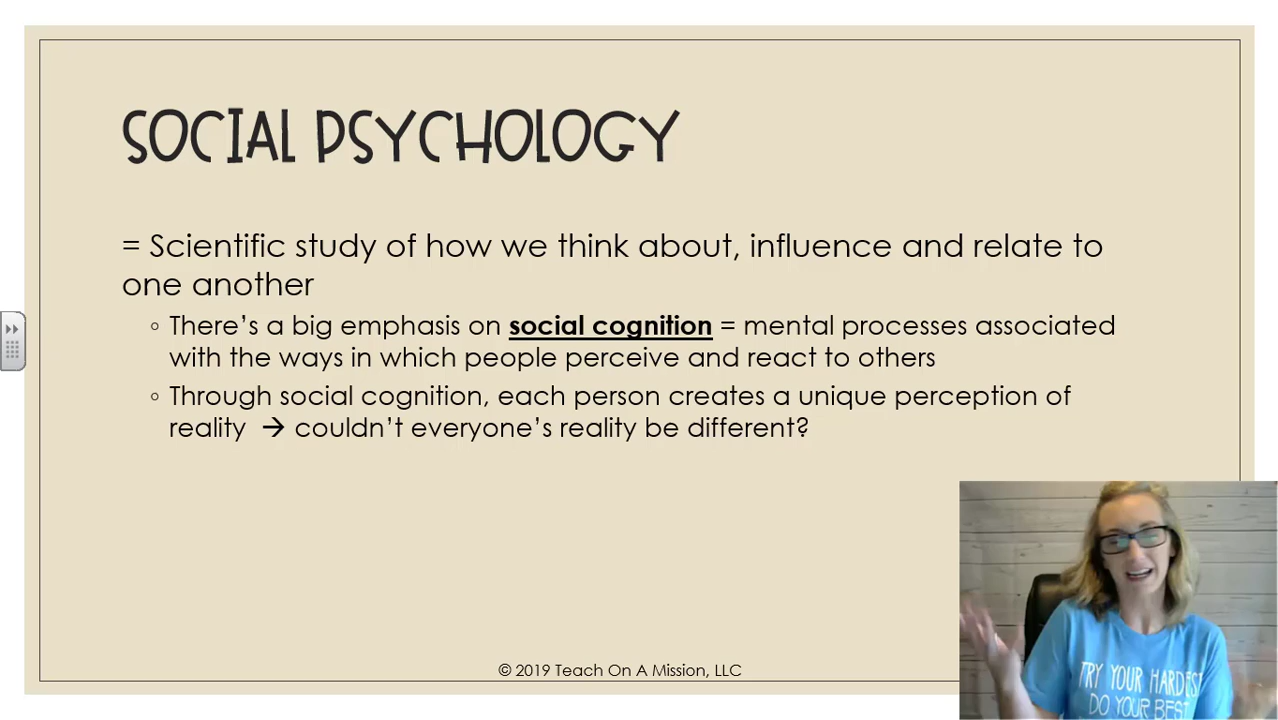 SOCIAL PSYCHOLOGY
= Scientific study of how we think about, influence and relate to
one another
◦ There’s a big emphasis on social cognition = mental processes associated
with the ways in which people perceive and react to others
◦ Through social cognition, each person creates a unique perception of
reality → couldn’t everyone’s reality be different?
© 2019 Teach On A Mission, LLC
TRY YOUR HARDEST
DO YOUR BEST